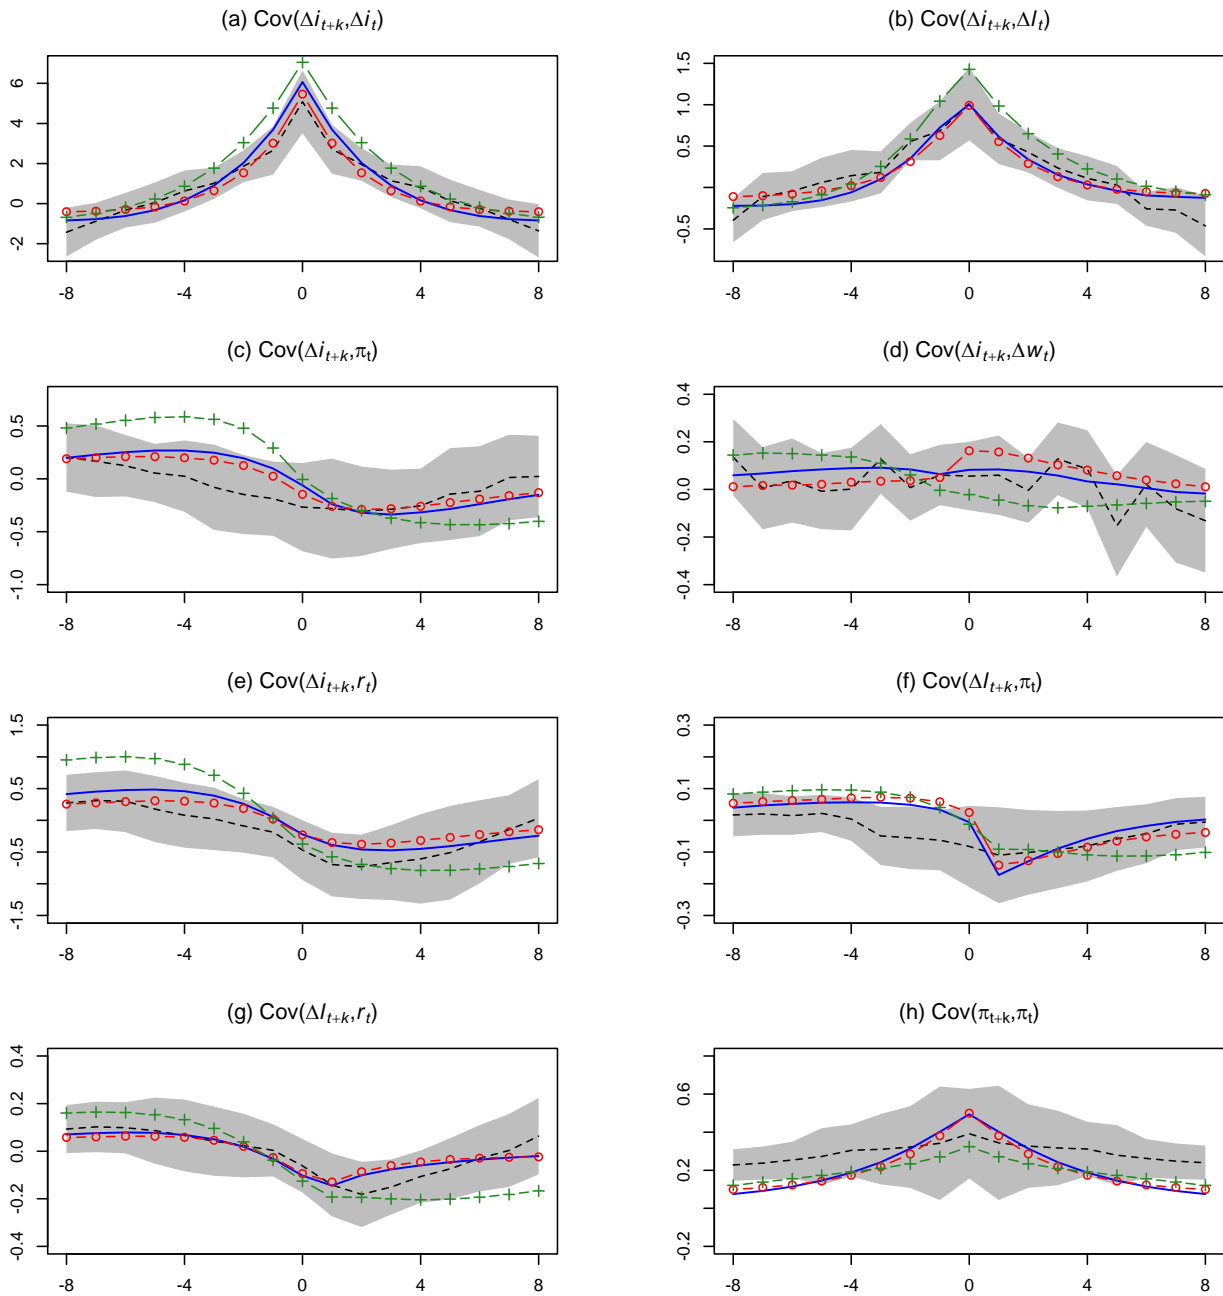 (a) Cov(Δi_{t+k},Δi_t)
(b) Cov(Δi_{t+k},Δl_t)
6
4
2
0
-2
-8 -4 0 4 8
1.5
1.0
0.5
-0.5
-8 -4 0 4 8
(c) Cov(Δi_{t+k},π_t)
(d) Cov(Δi_{t+k},Δw_t)
0.5
0.0
-0.5
-1.0
-8 -4 0 4 8
0.4
0.2
0.0
-0.2
-0.4
-8 -4 0 4 8
(e) Cov(Δi_{t+k},r_t)
(f) Cov(Δl_{t+k},π_t)
1.5
0.5
-0.5
-1.5
-8 -4 0 4 8
0.3
0.1
-0.1
-0.3
-8 -4 0 4 8
(g) Cov(Δl_{t+k},r_t)
(h) Cov(π_{t+k},π_t)
0.4
0.2
0.0
-0.2
-0.4
-8 -4 0 4 8
0.6
0.2
-0.2
-8 -4 0 4 8